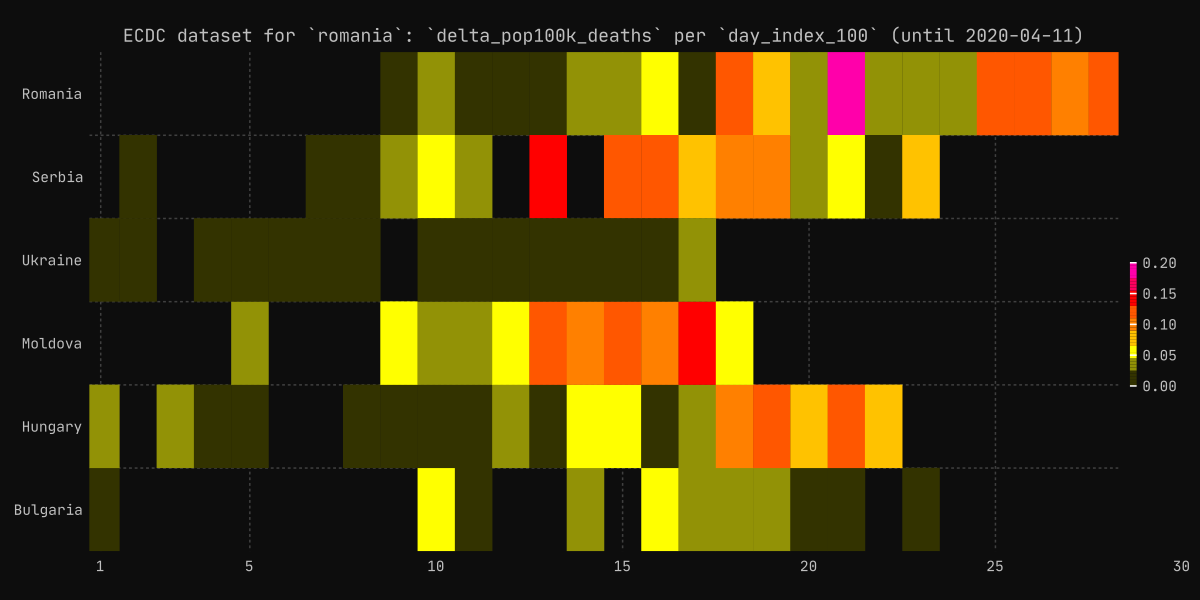 ECDC dataset for `romania`: `delta_pop100k_deaths` per `day_index_100` (until 2020-04-11)
Romania
Serbia
Ukraine
Moldova
Hungary
Bulgaria
0.20
0.15
0.10
0.05
0.00
1 5 10 15 20 25 30